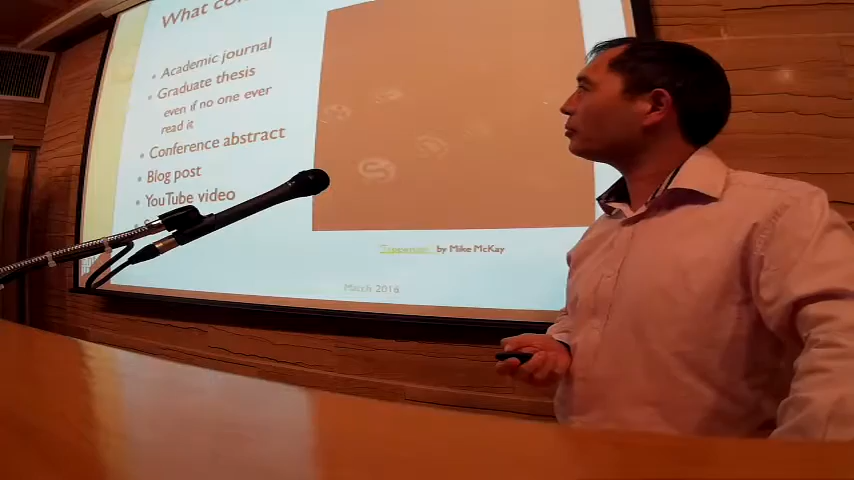 What co
• Academic journal
• Graduate thesis
even if no one ever
read it
• Conference abstract
• Blog post
• YouTube video
by Mike McKay
March 2016